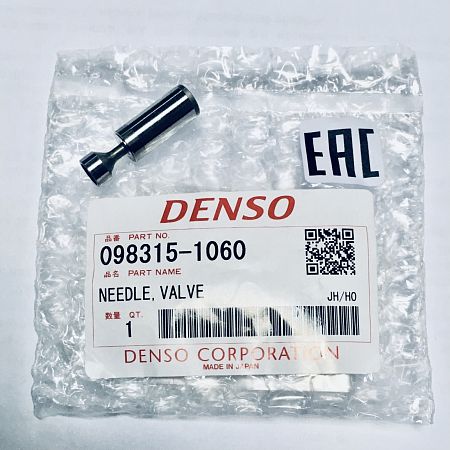 EAC
DENSO
品番 PART NO.
098315-1060
品名 PART NAME
NEEDLE, VALVE JH/HO
数量 QT.
1
DENSO CORPORATION
MADE IN JAPAN